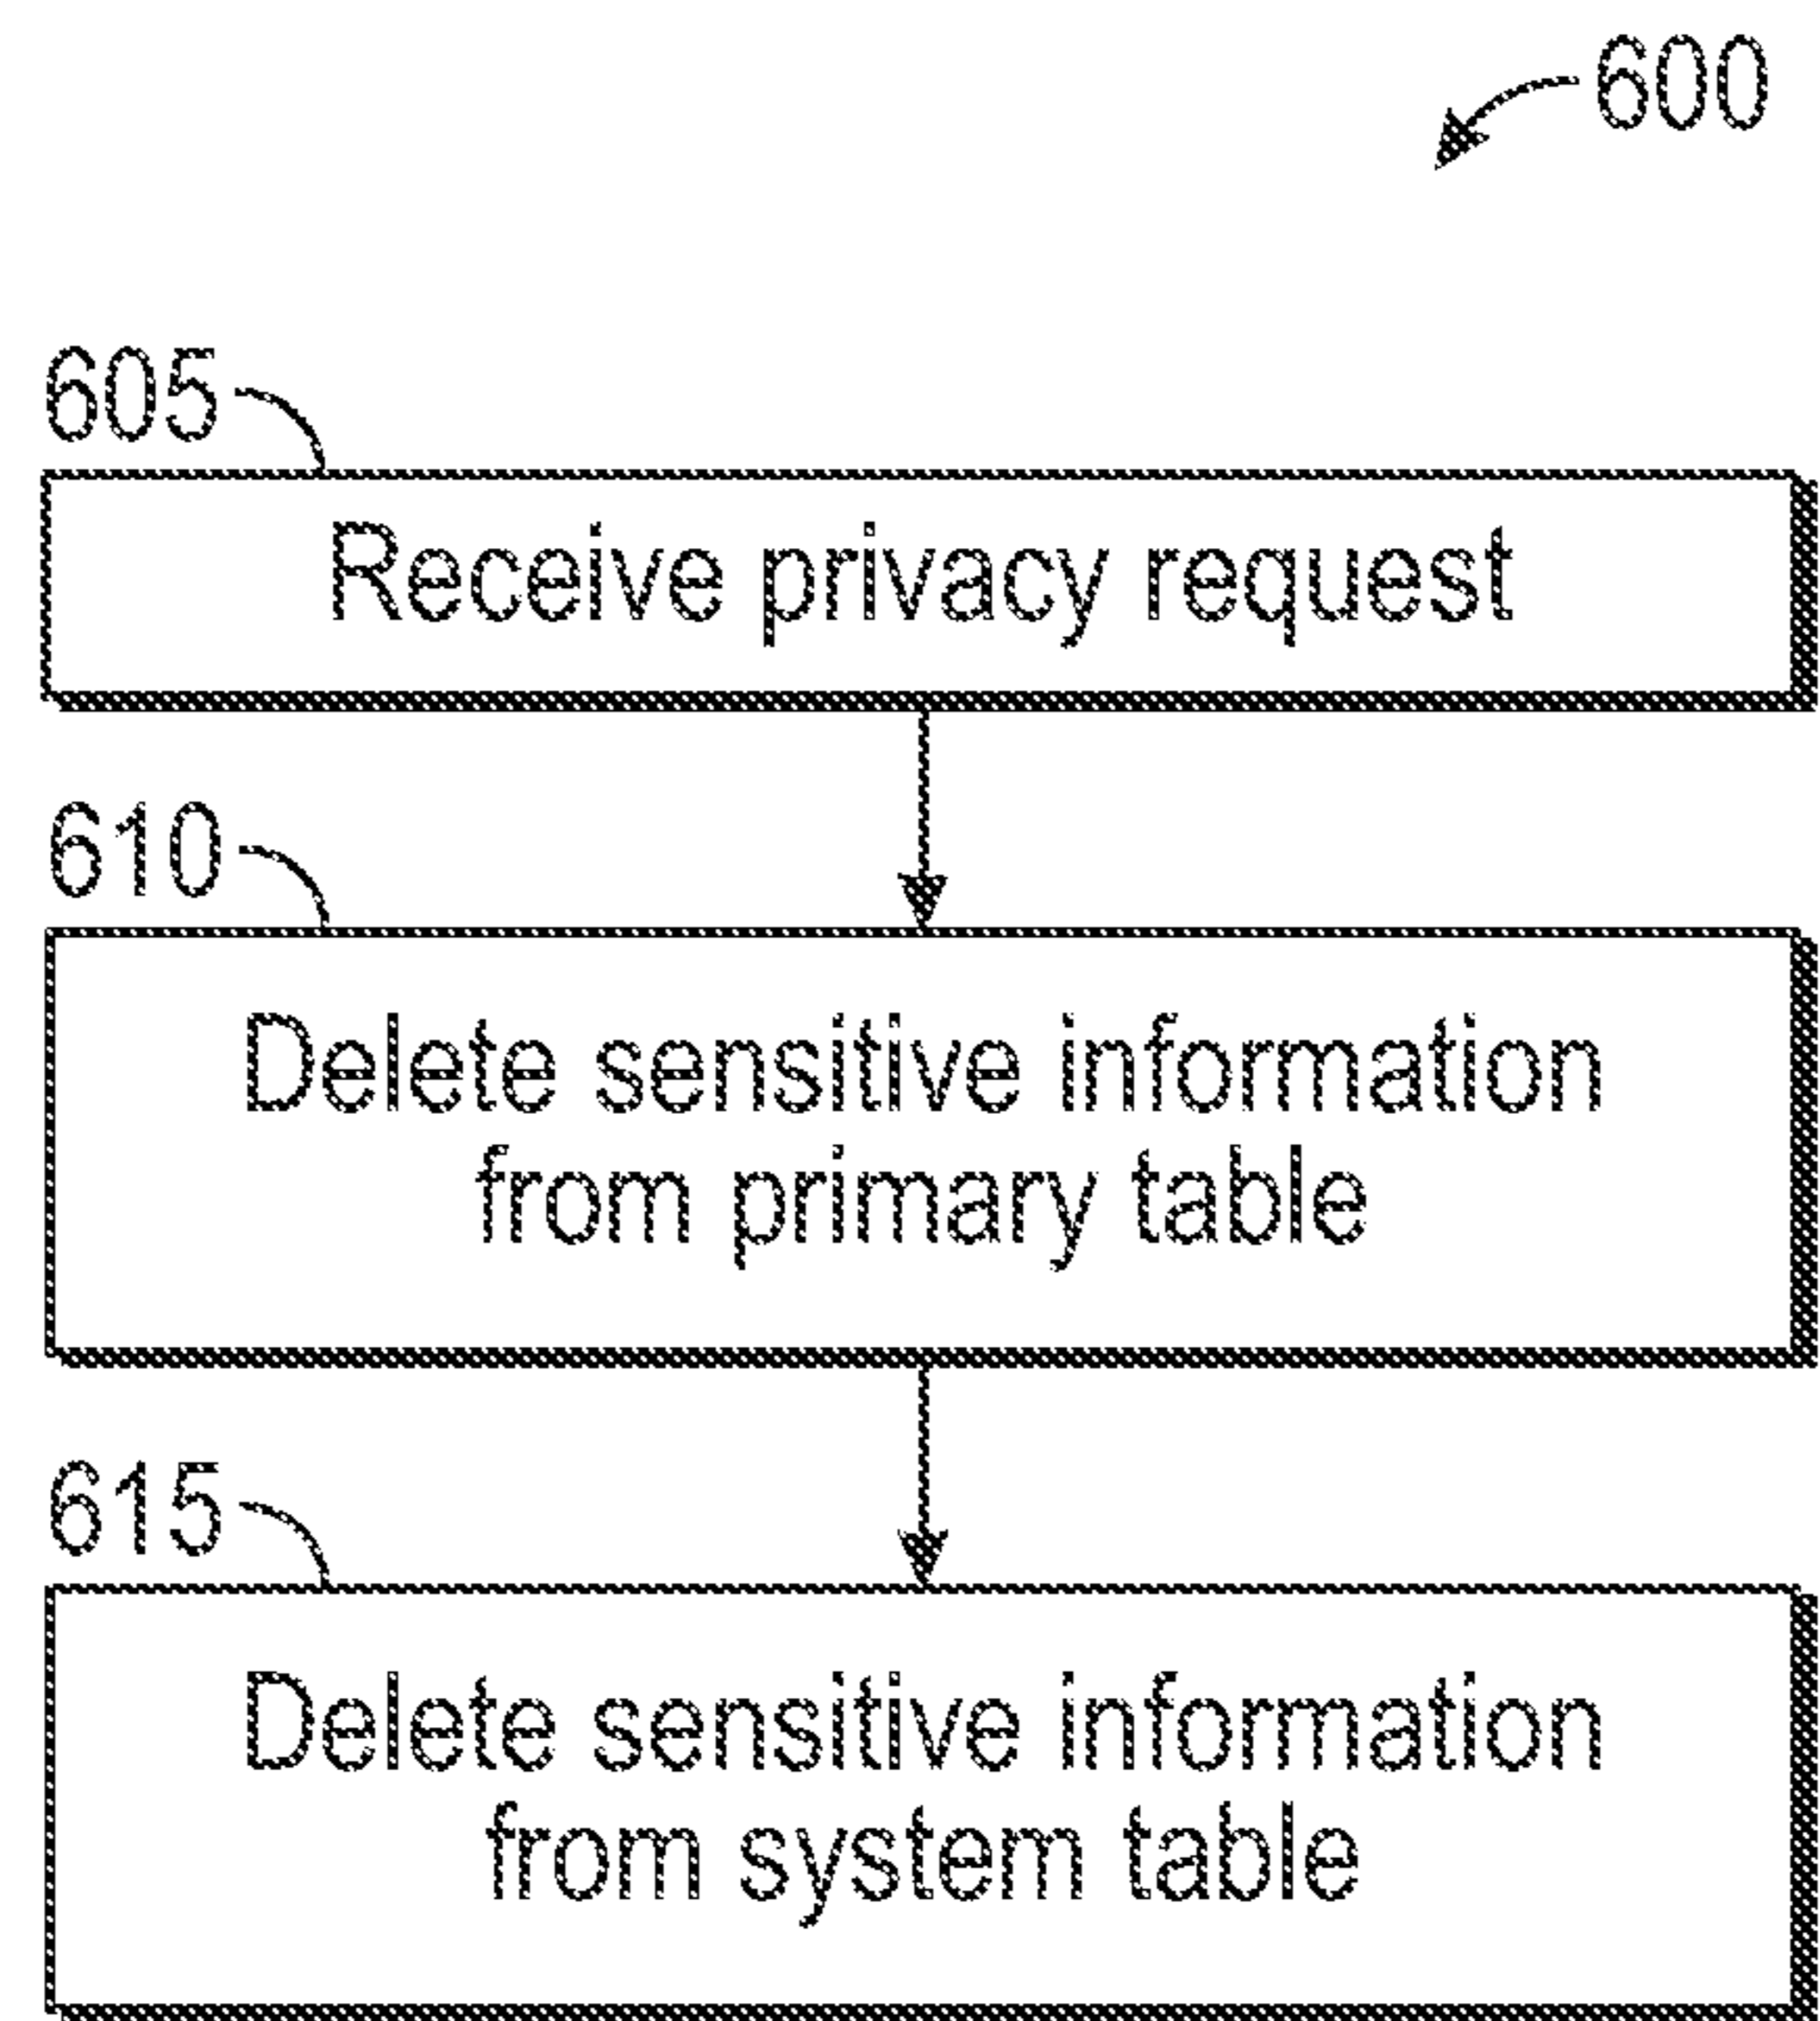 600
605
Receive privacy request
610
Delete sensitive information
from primary table
615
Delete sensitive information
from system table